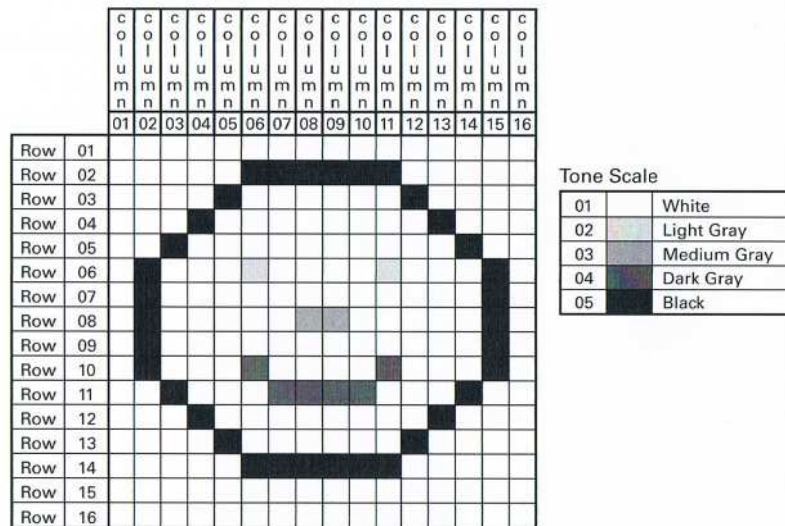 column column column column column column column column column column column column column column column column
01 02 03 04 05 06 07 08 09 10 11 12 13 14 15 16
Row 01
Row 02
Row 03
Row 04
Row 05
Row 06
Row 07
Row 08
Row 09
Row 10
Row 11
Row 12
Row 13
Row 14
Row 15
Row 16
Tone Scale
01 White
02 Light Gray
03 Medium Gray
04 Dark Gray
05 Black